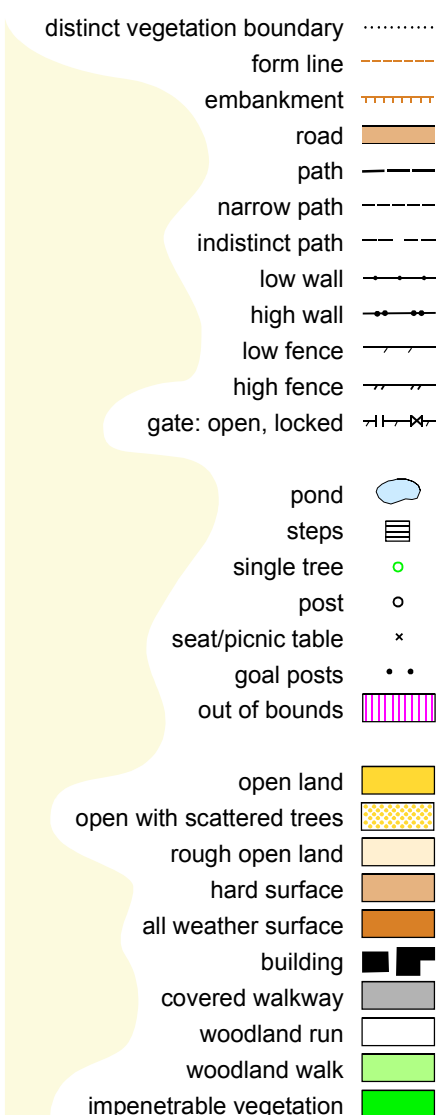 distinct vegetation boundary
form line
embankment
road
path
narrow path
indistinct path
low wall
high wall
low fence
high fence
gate: open, locked
pond
steps
single tree
post
seat/picnic table
goal posts
out of bounds
open land
open with scattered trees
rough open land
hard surface
all weather surface
building
covered walkway
woodland run
woodland walk
impenetrable vegetation